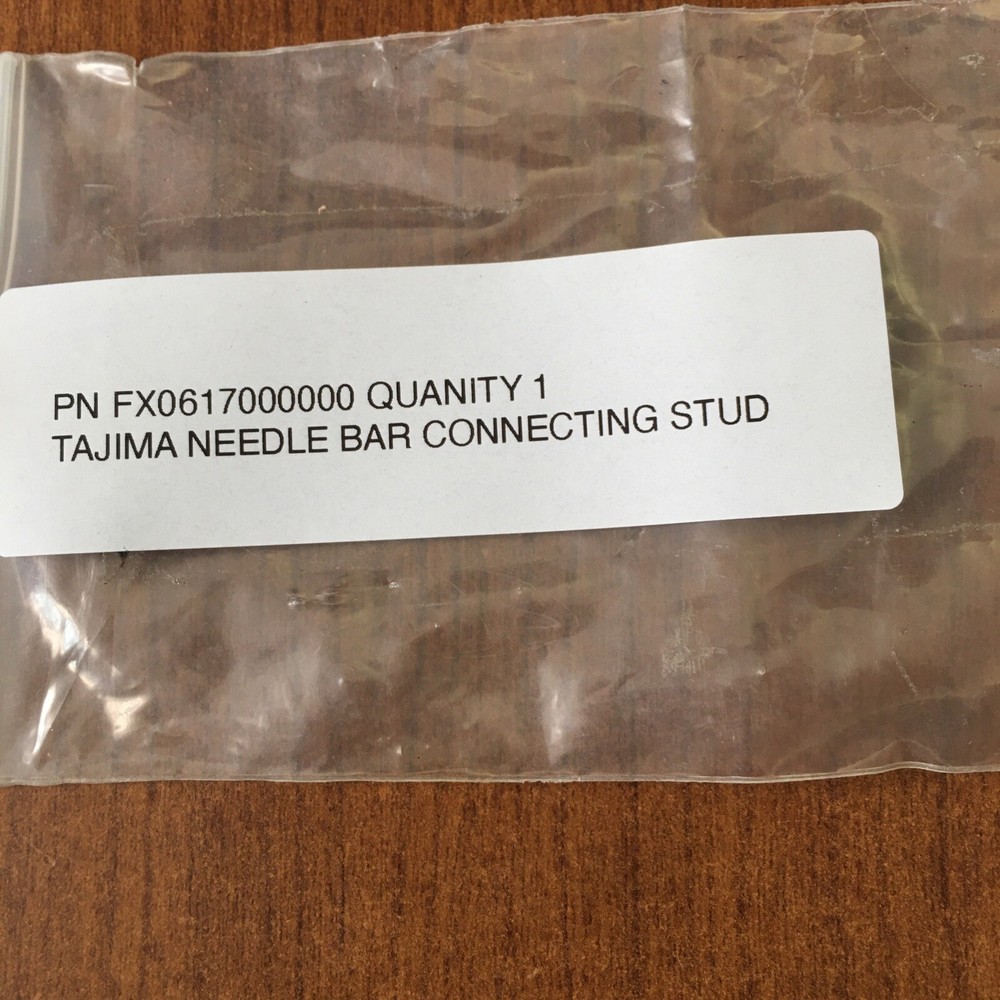 PN FX0617000000 QUANITY 1
TAJIMA NEEDLE BAR CONNECTING STUD